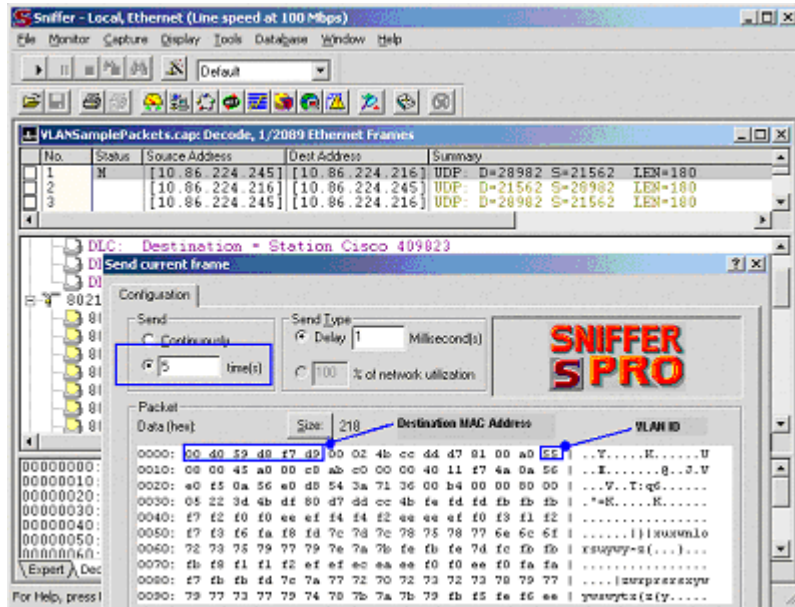 Sniffer - Local, Ethernet (Line speed at 100 Mbps)
File Monitor Capture Display Tools Database Window Help
Default
VLANSamplePackets.cap: Decode, 1/2089 Ethernet Frames
No. Status Source Address Dest Address Summary
1 M [10.86.224.245] [10.86.224.216] UDP: D=28982 S=21562 LEN=180
2 [10.86.224.216] [10.86.224.245] UDP: D=21562 S=28982 LEN=180
3 [10.86.224.245] [10.86.224.216] UDP: D=28982 S=21562 LEN=180
DLC: Destination = Station Cisco 409823
Send current frame
8021
Configuration
Send
Continuously
5 time(s)
Send Type
Delay 1 Millisecond(s)
100 % of network utilization
SNIFFER PRO
Packet
Data (hex): Size: 218 Destination MAC Address VLAN ID
0000: 00 d0 59 d8 f7 d9 00 02 4b cc dd d7 81 00 a0 55 | ..Y.....K......U
0010: 08 00 45 a0 00 c8 ab c0 00 00 40 11 f7 4a 0a 56
0020: e0 f5 0a 56 e0 d8 54 3a 71 36 00 b4 00 00 80 00
0030: 05 22 3d 4b df 80 d7 dd cc 4b fe fd fd fb fb fb
0040: f7 f2 f0 f0 ee ef f4 f4 f2 ee ee ef f0 f3 f1 f2
0050: f7 f3 f6 fa f8 fd 7c 7d 7c 78 75 78 77 6e 6c 6f
0060: 72 73 75 79 77 79 7e 7a 7b fe fb fe 7d fc fb fb
0070: fb f8 f1 f1 f2 ef ef ec ea ee f0 f0 ee f0 fa fa
0080: f7 fb fb fd 7c 7a 77 72 70 72 73 72 73 78 79 77
0090: 79 77 73 77 79 74 78 7b 7a 7b 79 fb f5 fe f6 ee
00000000:
00000010:
00000020:
00000030:
00000040:
00000050:
00000060:
Expert Dec
For Help, press